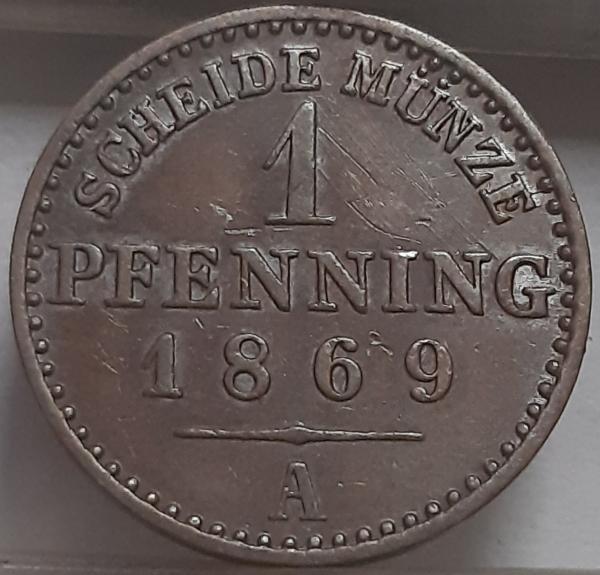 SCHEIDE MÜNZE
1
PFENNING
1869
A